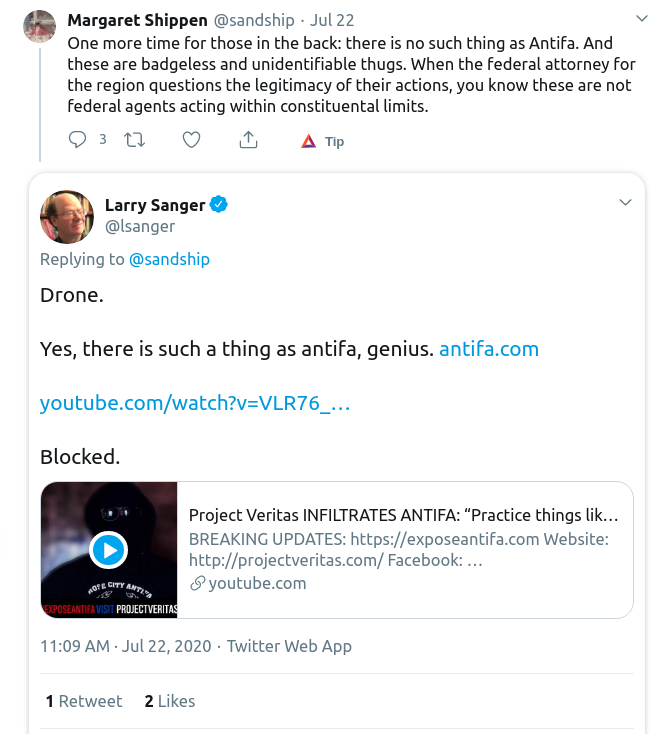 Margaret Shippen @sandship · Jul 22
One more time for those in the back: there is no such thing as Antifa. And
these are badgeless and unidentifiable thugs. When the federal attorney for
the region questions the legitimacy of their actions, you know these are not
federal agents acting within constituental limits.
3 Tip
Larry Sanger
@lsanger
Replying to @sandship
Drone.
Yes, there is such a thing as antifa, genius. antifa.com
youtube.com/watch?v=VLR76_...
Blocked.
Project Veritas INFILTRATES ANTIFA: “Practice things lik...
BREAKING UPDATES: https://exposeantifa.com Website:
http://projectveritas.com/ Facebook: ...
youtube.com
CITY ANTIFA
EXPOSEANTIFA VISIT PROJECTVERITAS
11:09 AM · Jul 22, 2020 · Twitter Web App
1 Retweet 2 Likes